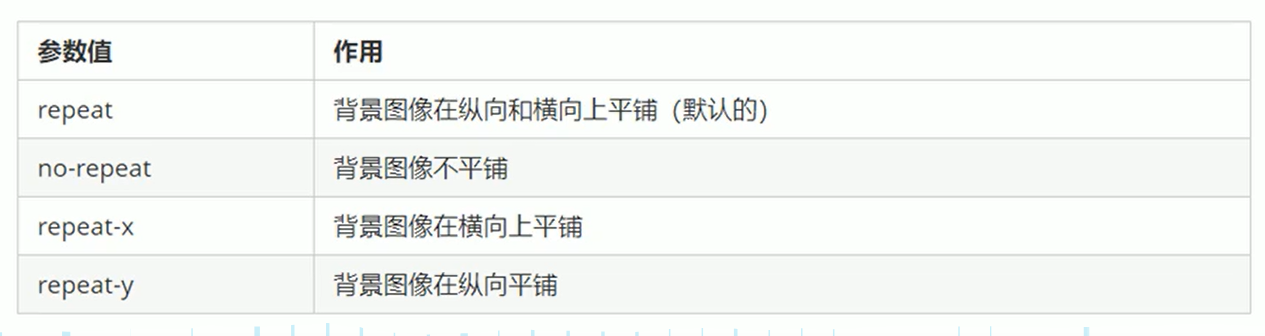 参数值 作用
repeat 背景图像在纵向和横向上平铺（默认的）
no-repeat 背景图像不平铺
repeat-x 背景图像在横向上平铺
repeat-y 背景图像在纵向平铺